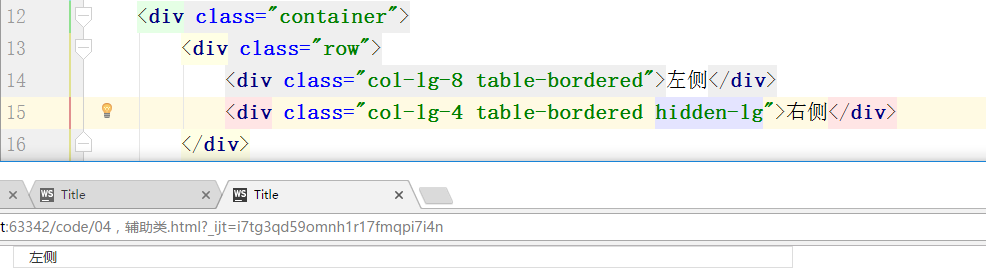 12 <div class="container">
13 <div class="row">
14 <div class="col-lg-8 table-bordered">左侧</div>
15 <div class="col-lg-4 table-bordered hidden-lg">右侧</div>
16 </div>
Title Title
t:63342/code/04，辅助类.html?_ijt=i7tg3qd59omnh1r17fmqpi7i4n
左侧